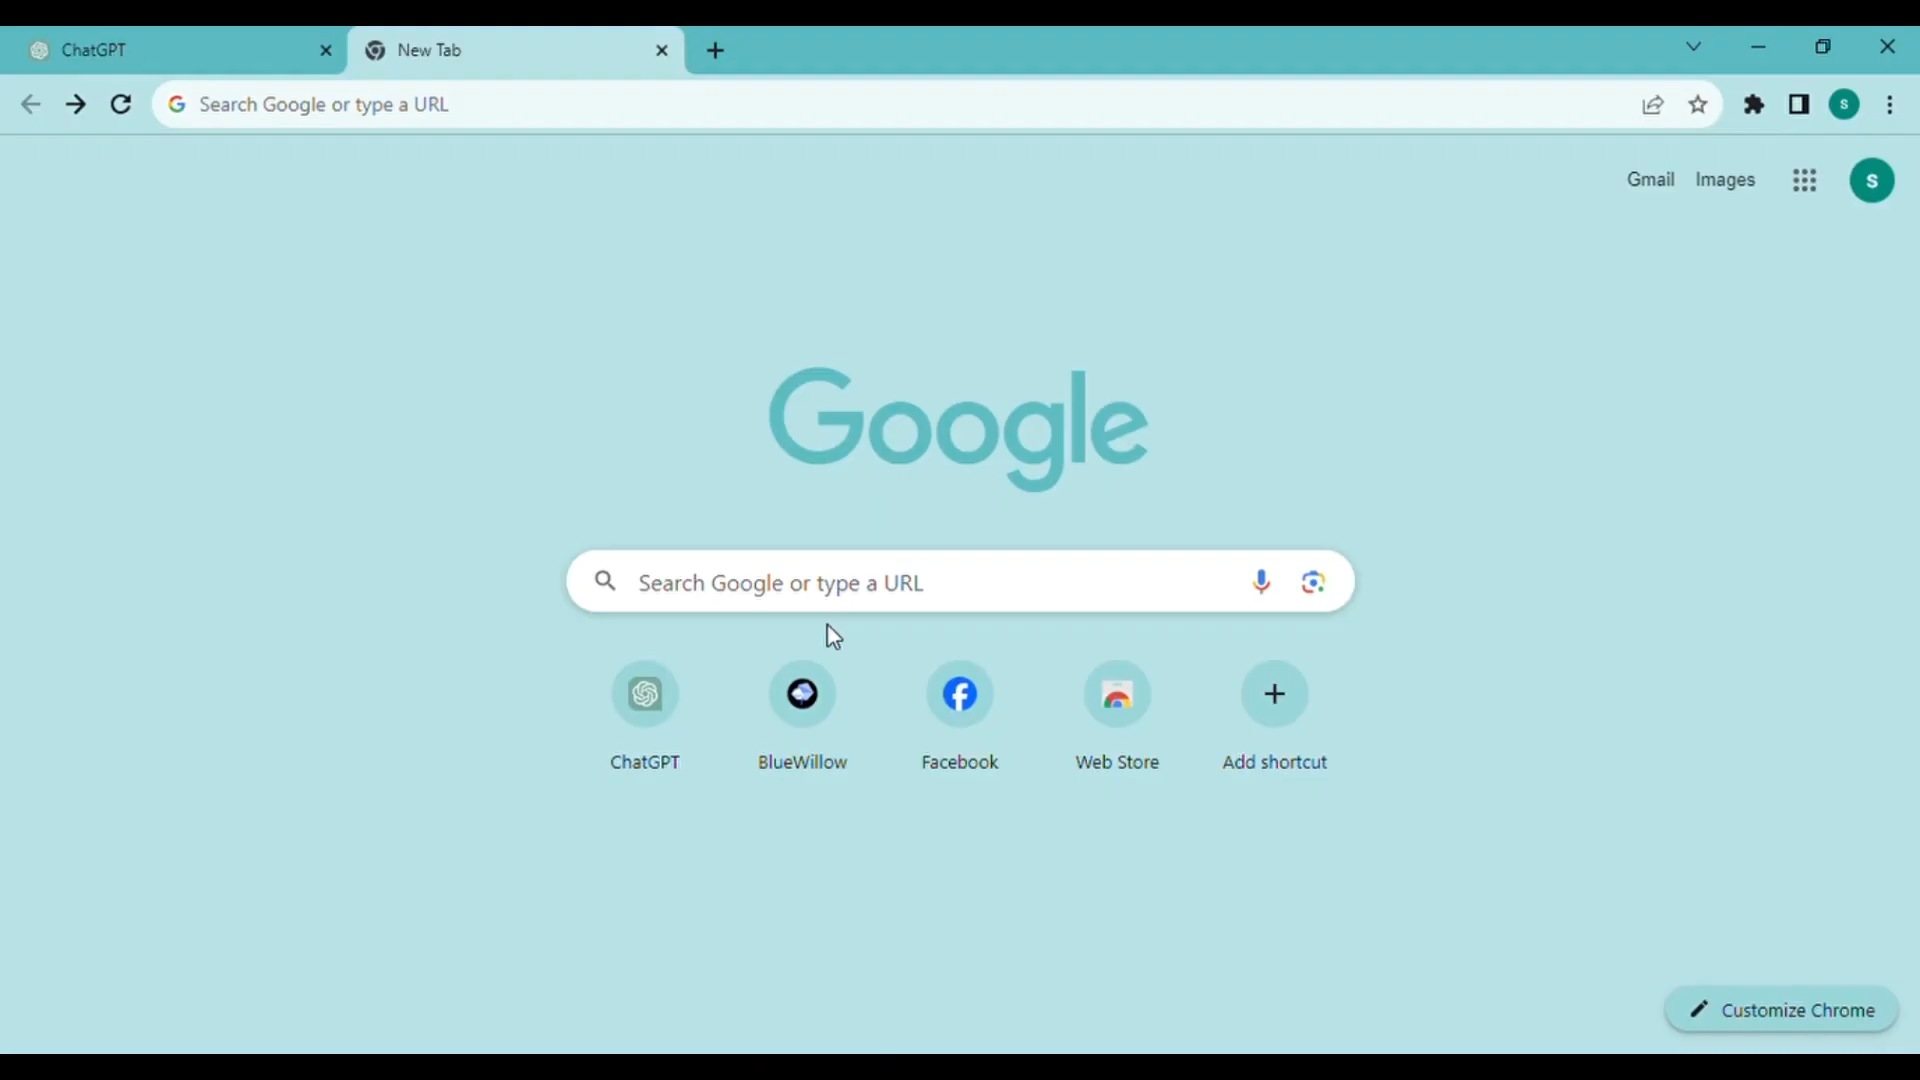 ChatGPT
New Tab
Search Google or type a URL
S
Gmail Images
S
Google
Search Google or type a URL
ChatGPT BlueWillow Facebook Web Store Add shortcut
Customize Chrome